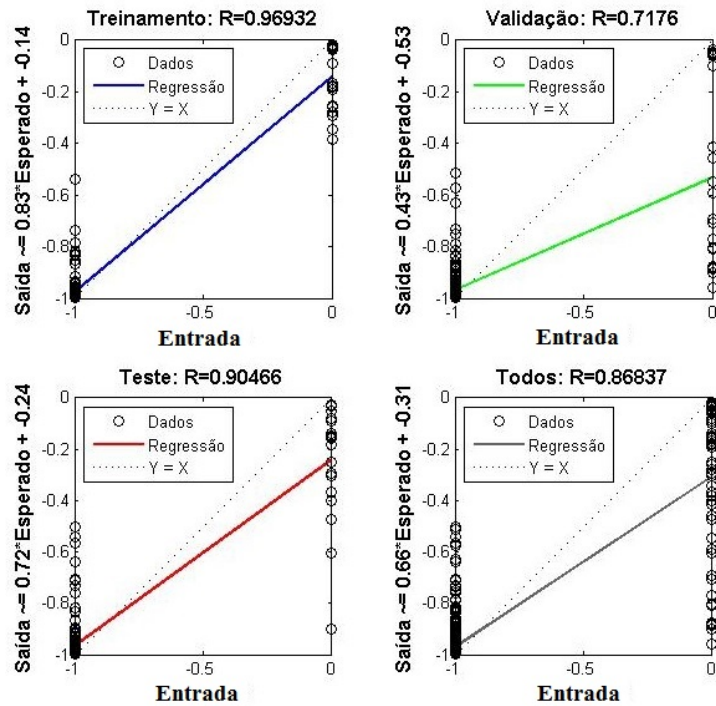 Treinamento: R=0.96932
Saída ~= 0.83*Esperado + -0.14
0
-0.2
-0.4
-0.6
-0.8
-1
Dados
Regressão
Y = X
-1
-0.5
0
Entrada
Validação: R=0.7176
Saída ~= 0.43*Esperado + -0.53
0
-0.2
-0.4
-0.6
-0.8
-1
Dados
Regressão
Y = X
-1
-0.5
0
Entrada
Teste: R=0.90466
Saída ~= 0.72*Esperado + -0.24
0
-0.2
-0.4
-0.6
-0.8
-1
Dados
Regressão
Y = X
-1
-0.5
0
Entrada
Todos: R=0.86837
Saída ~= 0.66*Esperado + -0.31
0
-0.2
-0.4
-0.6
-0.8
-1
Dados
Regressão
Y = X
-1
-0.5
0
Entrada